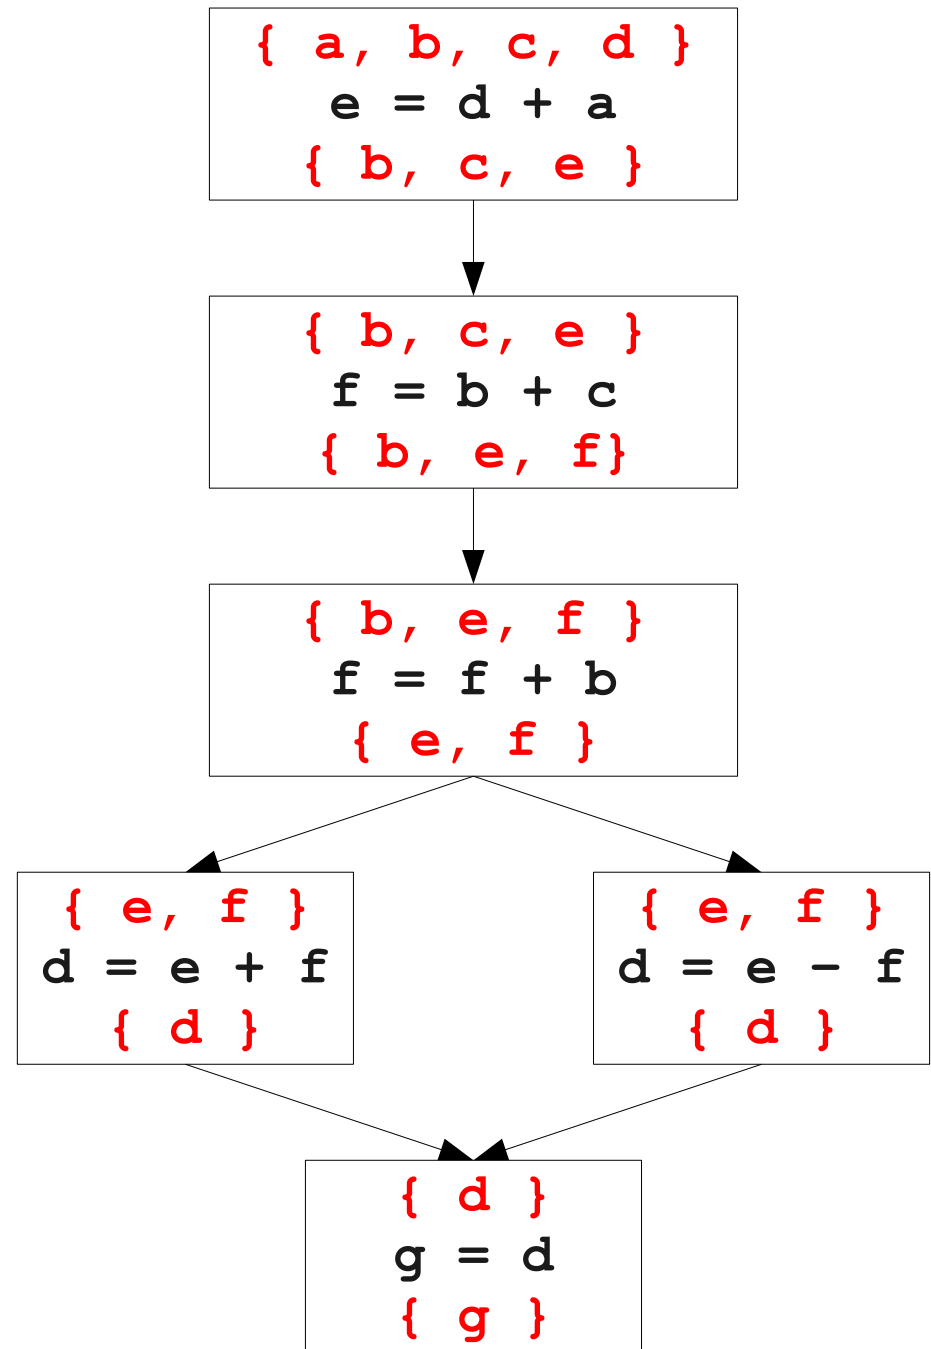 { a, b, c, d }
e = d + a
{ b, c, e }
{ b, c, e }
f = b + c
{ b, e, f}
{ b, e, f }
f = f + b
{ e, f }
{ e, f }
d = e + f
{ d }
{ e, f }
d = e - f
{ d }
{ d }
g = d
{ g }